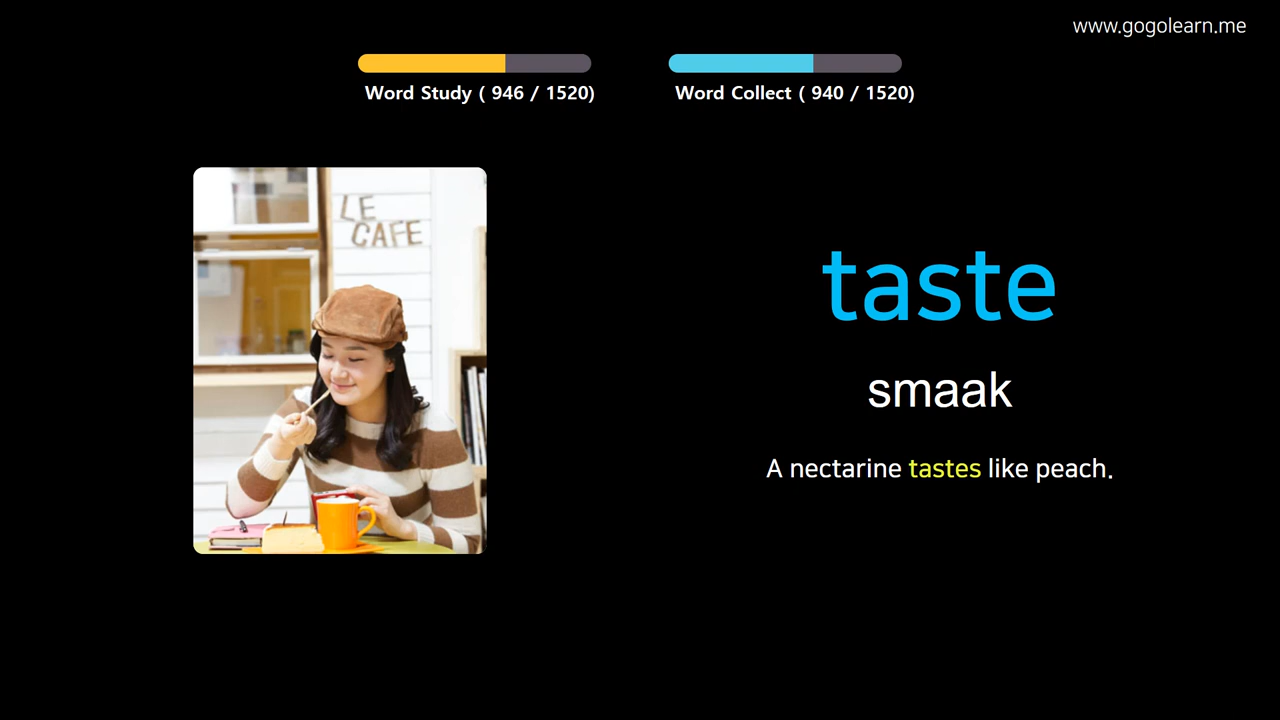 www.gogolearn.me
Word Study ( 946 / 1520)
Word Collect ( 940 / 1520)
LE
CAFE
taste
smaak
A nectarine tastes like peach.